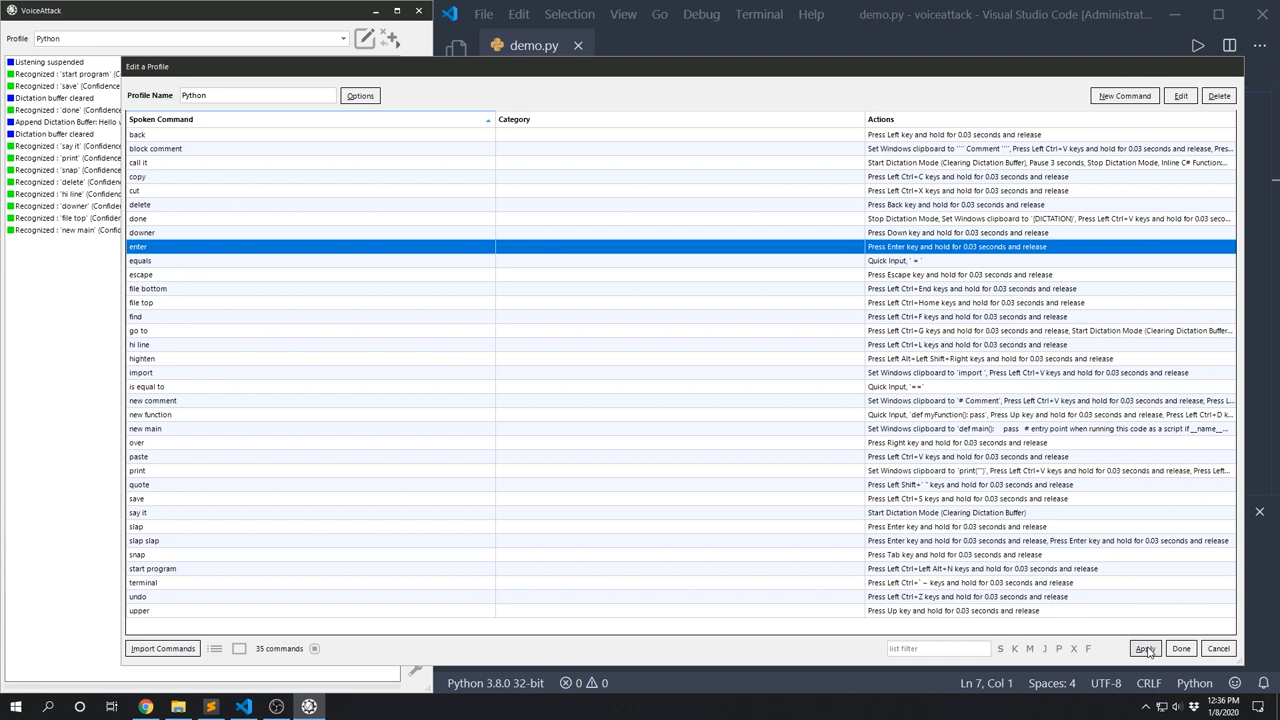 VoiceAttack
Profile Python
File Edit Selection View Go Debug Terminal Help
demo.py - voiceattack - Visual Studio Code [Administrat...
demo.py
Listening suspended
Recognized : 'start program' (C
Recognized : 'save' (Confidence
Dictation buffer cleared
Recognized : 'done' (Confidence
Append Dictation Buffer: Hello
Dictation buffer cleared
Recognized : 'say it' (Confidence
Recognized : 'print' (Confidence
Recognized : 'snap' (Confidence
Recognized : 'delete' (Confidence
Recognized : 'hi line' (Confidence
Recognized : 'downer' (Confidence
Recognized : 'file top' (Confidence
Recognized : 'new main' (Confic
Edit a Profile
Profile Name Python Options New Command Edit Delete
Spoken Command Category Actions
back Press Left key and hold for 0.03 seconds and release
block comment Set Windows clipboard to '""" Comment """', Press Left Ctrl+V keys and hold for 0.03 seconds and release, Pres...
call it Start Dictation Mode (Clearing Dictation Buffer), Pause 3 seconds, Stop Dictation Mode, Inline C# Function:...
copy Press Left Ctrl+C keys and hold for 0.03 seconds and release
cut Press Left Ctrl+X keys and hold for 0.03 seconds and release
delete Press Back key and hold for 0.03 seconds and release
done Stop Dictation Mode, Set Windows clipboard to '{DICTATION}', Press Left Ctrl+V keys and hold for 0.03 seco...
downer Press Down key and hold for 0.03 seconds and release
enter Press Enter key and hold for 0.03 seconds and release
equals Quick Input, ' = '
escape Press Escape key and hold for 0.03 seconds and release
file bottom Press Left Ctrl+End keys and hold for 0.03 seconds and release
file top Press Left Ctrl+Home keys and hold for 0.03 seconds and release
find Press Left Ctrl+F keys and hold for 0.03 seconds and release
go to Press Left Ctrl+G keys and hold for 0.03 seconds and release, Start Dictation Mode (Clearing Dictation Buffer...
hi line Press Left Ctrl+L keys and hold for 0.03 seconds and release
highten Press Left Alt+Left Shift+Right keys and hold for 0.03 seconds and release
import Set Windows clipboard to 'import ', Press Left Ctrl+V keys and hold for 0.03 seconds and release
is equal to Quick Input, '=='
new comment Set Windows clipboard to '# Comment', Press Left Ctrl+V keys and hold for 0.03 seconds and release, Press L...
new function Quick Input, 'def myFunction(): pass', Press Up key and hold for 0.03 seconds and release, Press Left Ctrl+D k...
new main Set Windows clipboard to 'def main(): pass # entry point when running this code as a script if __name__...
over Press Right key and hold for 0.03 seconds and release
paste Press Left Ctrl+V keys and hold for 0.03 seconds and release
print Set Windows clipboard to 'print("")', Press Left Ctrl+V keys and hold for 0.03 seconds and release, Press Left...
quote Press Left Shift+' " keys and hold for 0.03 seconds and release
save Press Left Ctrl+S keys and hold for 0.03 seconds and release
say it Start Dictation Mode (Clearing Dictation Buffer)
slap Press Enter key and hold for 0.03 seconds and release
slap slap Press Enter key and hold for 0.03 seconds and release, Press Enter key and hold for 0.03 seconds and release
snap Press Tab key and hold for 0.03 seconds and release
start program Press Left Ctrl+Left Alt+N keys and hold for 0.03 seconds and release
terminal Press Left Ctrl+` ~ keys and hold for 0.03 seconds and release
undo Press Left Ctrl+Z keys and hold for 0.03 seconds and release
upper Press Up key and hold for 0.03 seconds and release
Import Commands 35 commands list filter S K M J P X F Apply Done Cancel
Python 3.8.0 32-bit 0 0 Ln 7, Col 1 Spaces: 4 UTF-8 CRLF Python
12:36 PM
1/8/2020